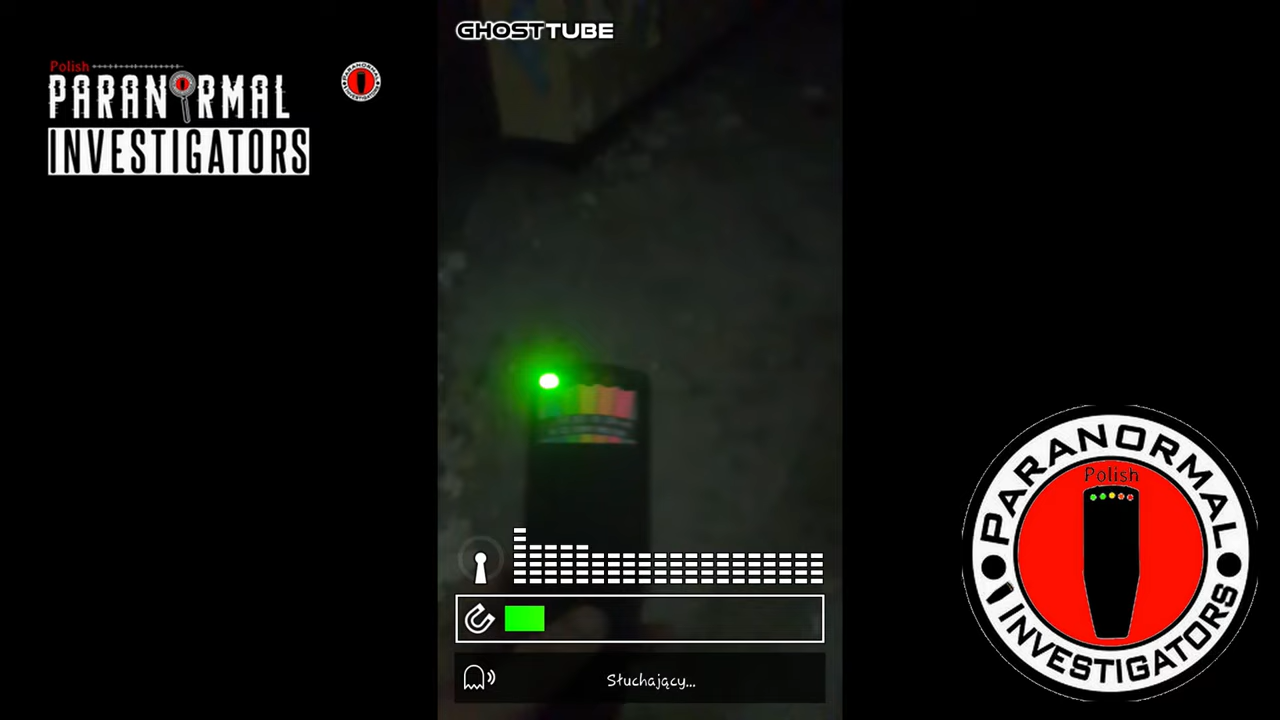 GHOSTTUBE
Polish
PARANORMAL
INVESTIGATORS
PARANORMAL
INVESTIGATORS
Polish
Słuchający...